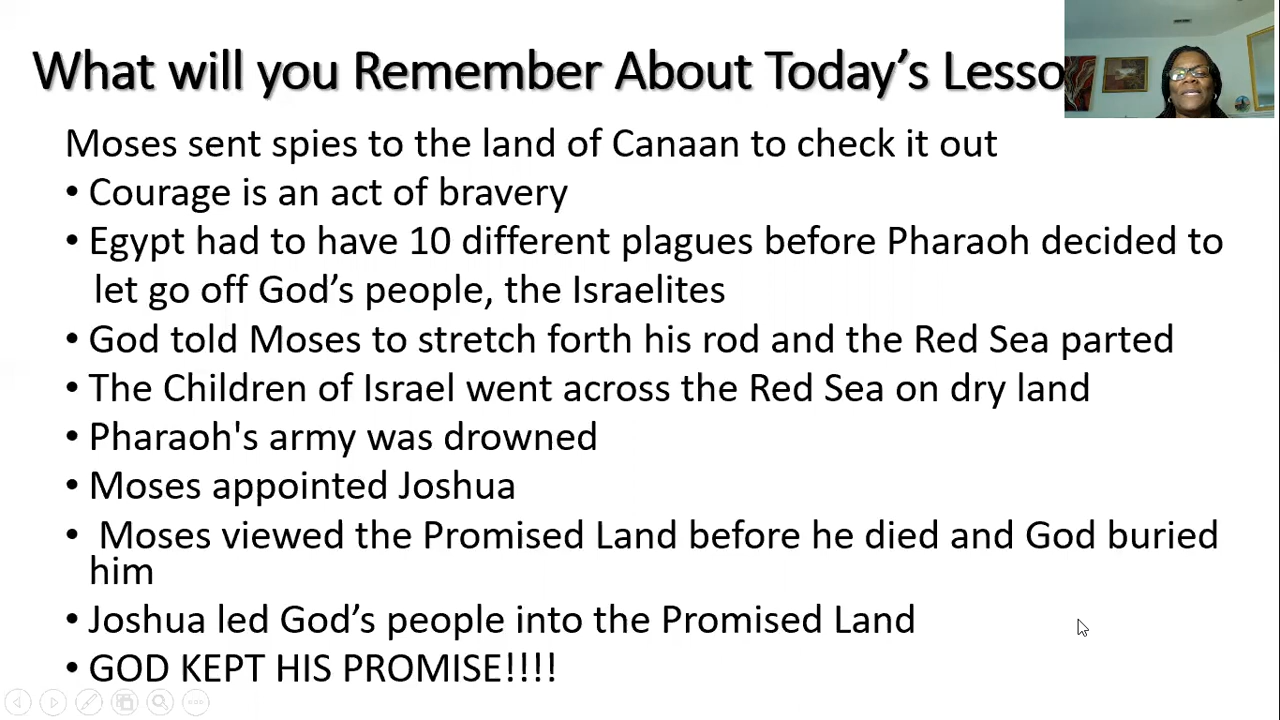 What will you Remember About Today’s Lesso
Moses sent spies to the land of Canaan to check it out
• Courage is an act of bravery
• Egypt had to have 10 different plagues before Pharaoh decided to
let go off God’s people, the Israelites
• God told Moses to stretch forth his rod and the Red Sea parted
• The Children of Israel went across the Red Sea on dry land
• Pharaoh's army was drowned
• Moses appointed Joshua
• Moses viewed the Promised Land before he died and God buried
him
• Joshua led God’s people into the Promised Land
• GOD KEPT HIS PROMISE!!!!